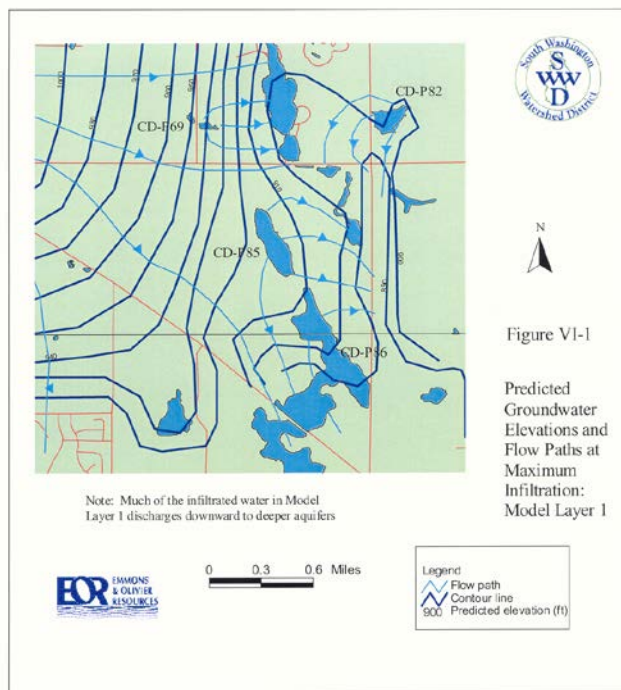 South Washington
SWWD
Watershed District
CD-P82
CD-P69
CD-P85
CD-P86
910
N
Figure VI-1
Predicted
Groundwater
Elevations and
Flow Paths at
Maximum
Infiltration:
Model Layer 1
Note: Much of the infiltrated water in Model
Layer 1 discharges downward to deeper aquifers
0 0.3 0.6 Miles
EOR EMMONS
& OLIVIER
RESOURCES
Legend
Flow path
Contour line
900 Predicted elevation (ft)